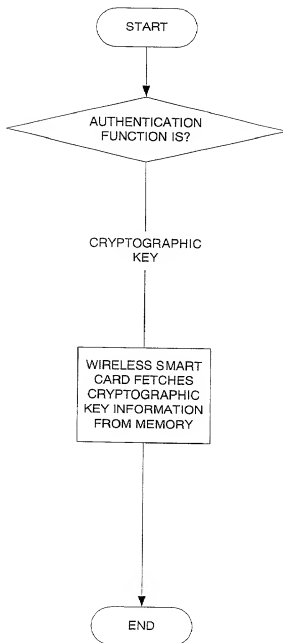 START
AUTHENTICATION
FUNCTION IS?
CRYPTOGRAPHIC
KEY
WIRELESS SMART
CARD FETCHES
CRYPTOGRAPHIC
KEY INFORMATION
FROM MEMORY
END